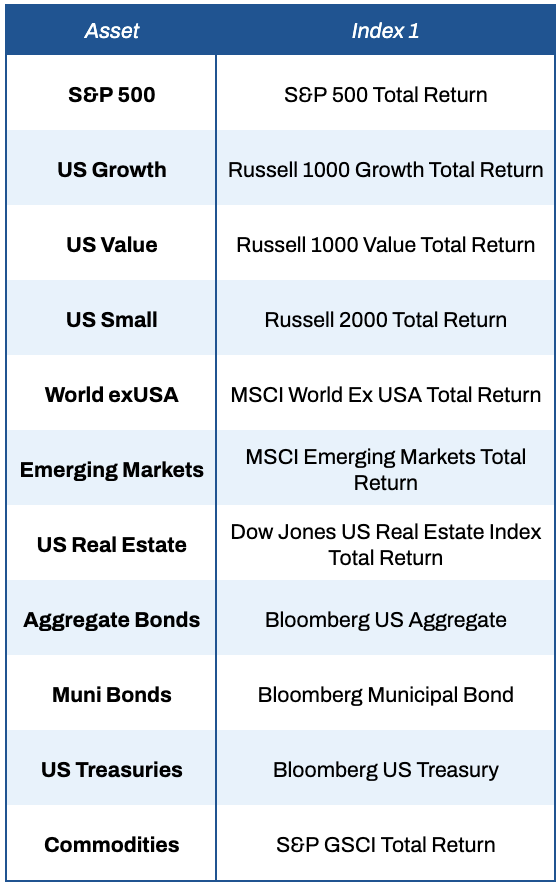 Asset Index 1
S&P 500 S&P 500 Total Return
US Growth Russell 1000 Growth Total Return
US Value Russell 1000 Value Total Return
US Small Russell 2000 Total Return
World exUSA MSCI World Ex USA Total Return
Emerging Markets MSCI Emerging Markets Total
Return
US Real Estate Dow Jones US Real Estate Index
Total Return
Aggregate Bonds Bloomberg US Aggregate
Muni Bonds Bloomberg Municipal Bond
US Treasuries Bloomberg US Treasury
Commodities S&P GSCI Total Return